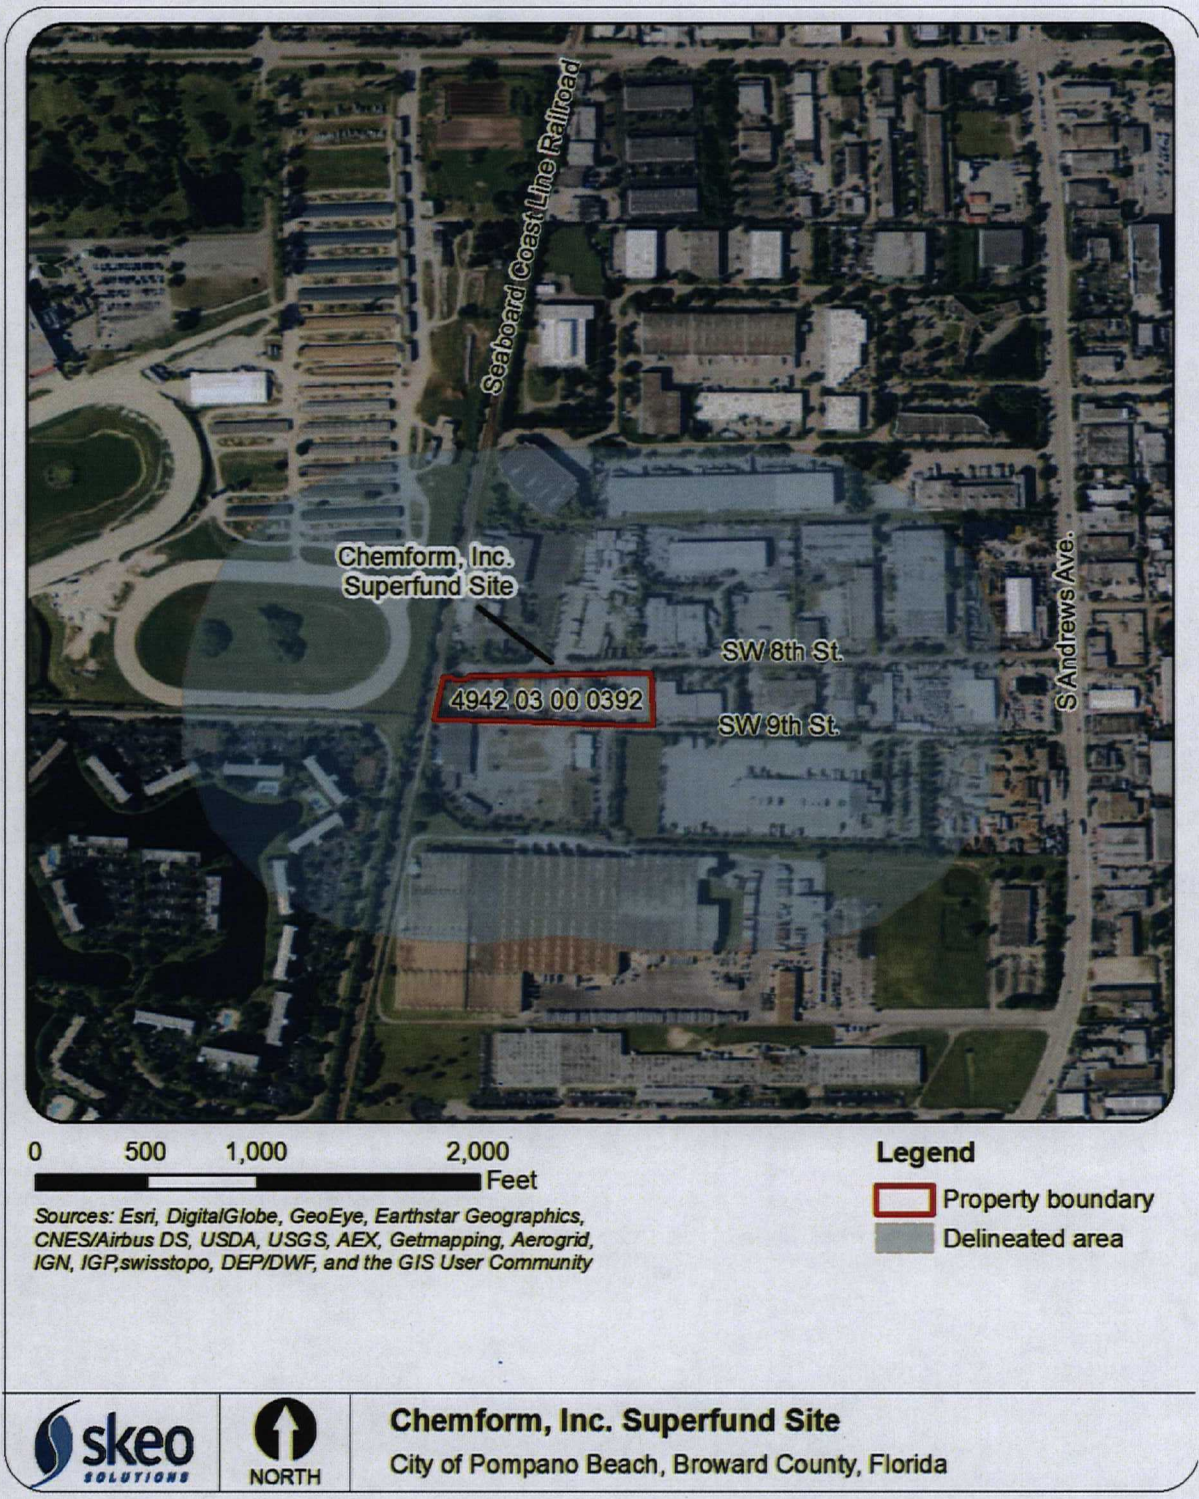 Seaboard Coast Line Railroad
Chemform, Inc.
Superfund Site
SW 8th St.
4942 03 00 0392
SW 9th St.
S Andrews Ave.
0 500 1,000 2,000
Feet
Sources: Esri, DigitalGlobe, GeoEye, Earthstar Geographics,
CNES/Airbus DS, USDA, USGS, AEX, Getmapping, Aerogrid,
IGN, IGP,swisstopo, DEP/DWF, and the GIS User Community
Legend
Property boundary
Delineated area
skeo
SOLUTIONS
NORTH
Chemform, Inc. Superfund Site
City of Pompano Beach, Broward County, Florida